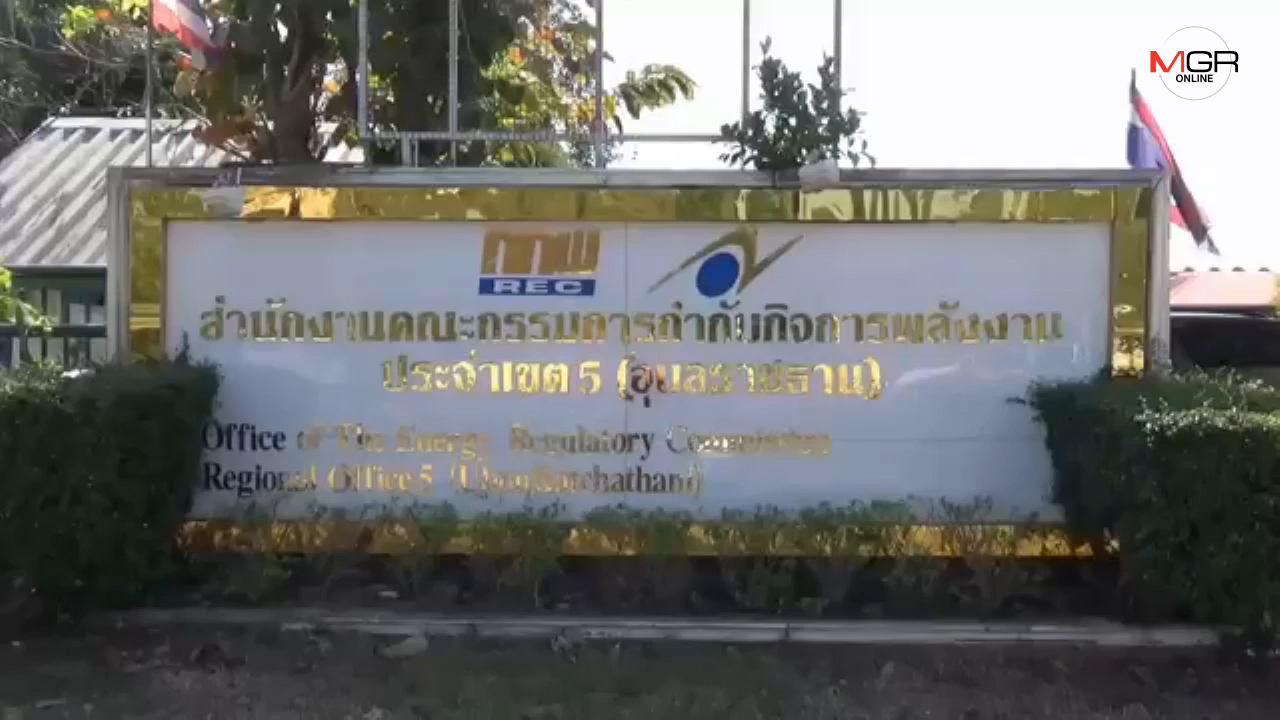 MGR
ONLINE
REC
สำนักงานคณะกรรมการกำกับกิจการพลังงาน
ประจำเขต 5 (อุบลราชธานี)
Office of The Energy Regulatory Commission
Regional Office 5 (UbonRatchathani)